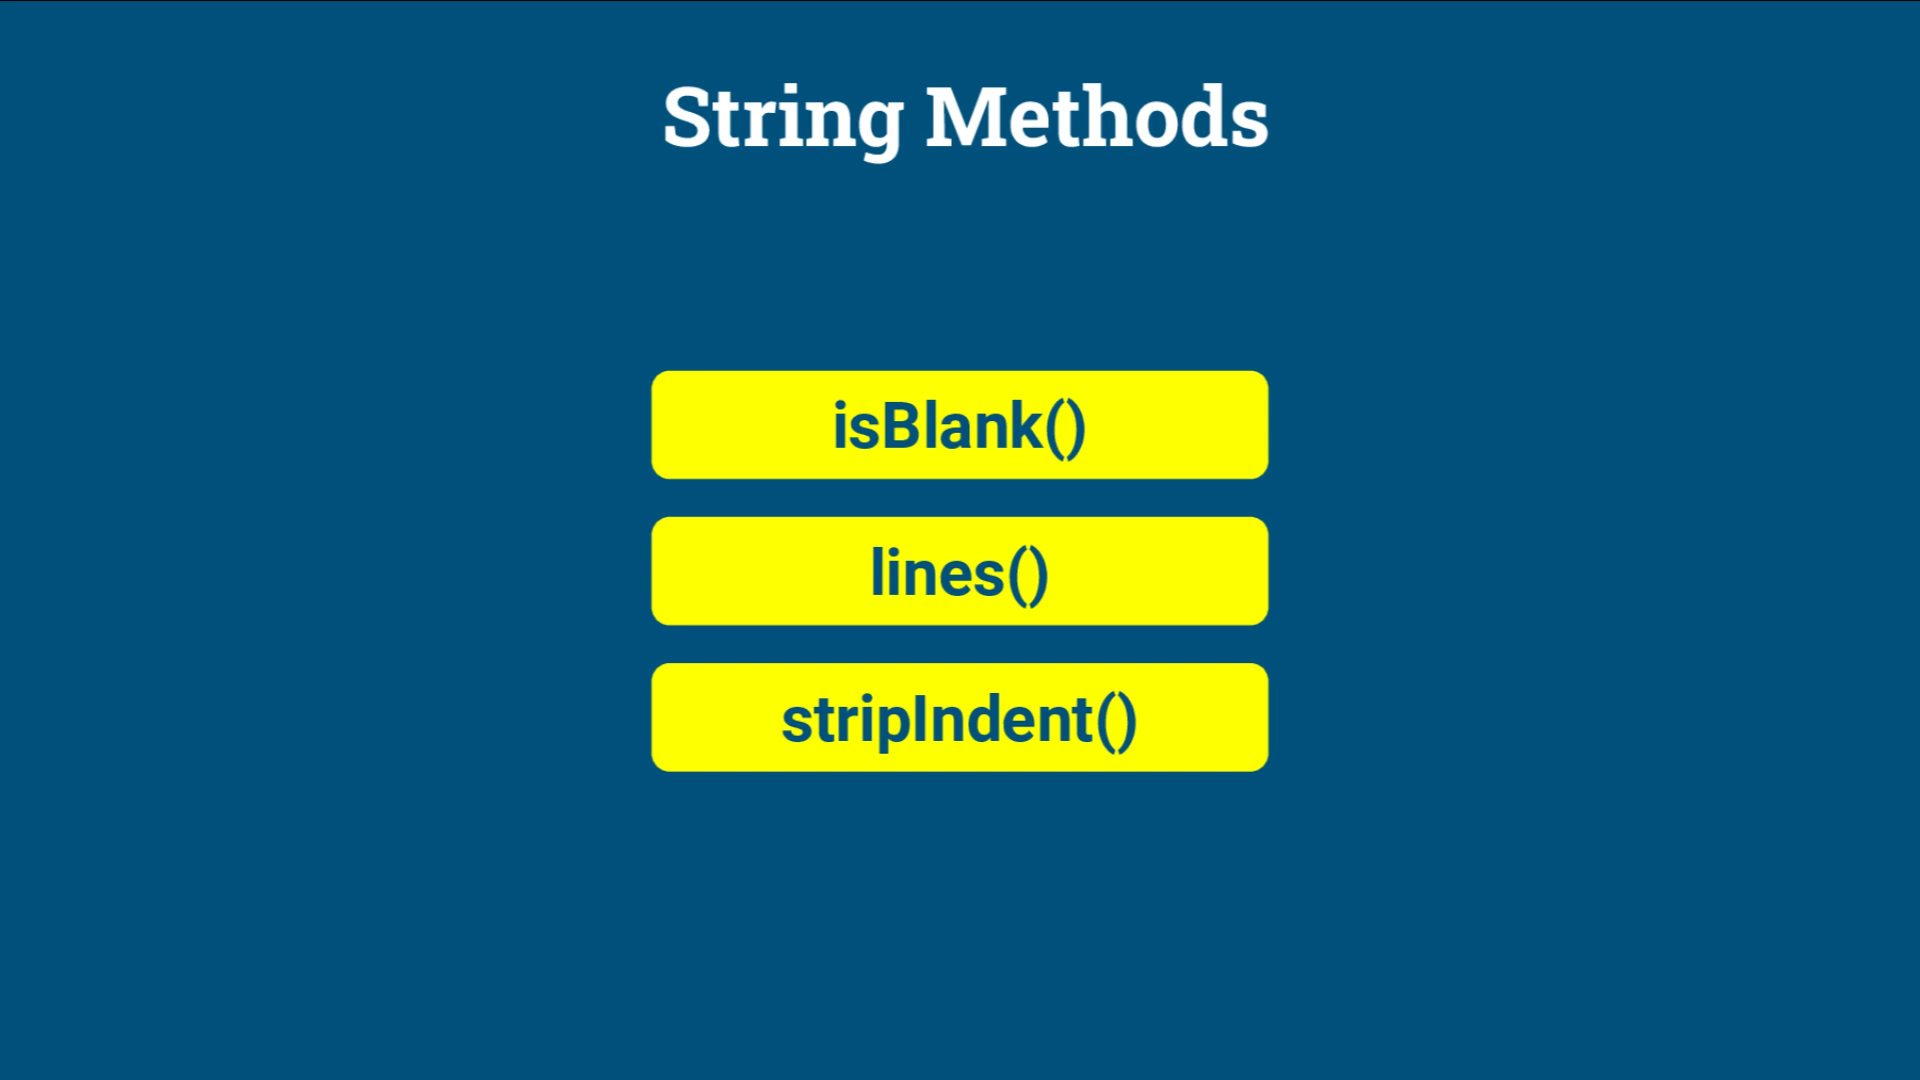 String Methods
isBlank()
lines()
stripIndent()